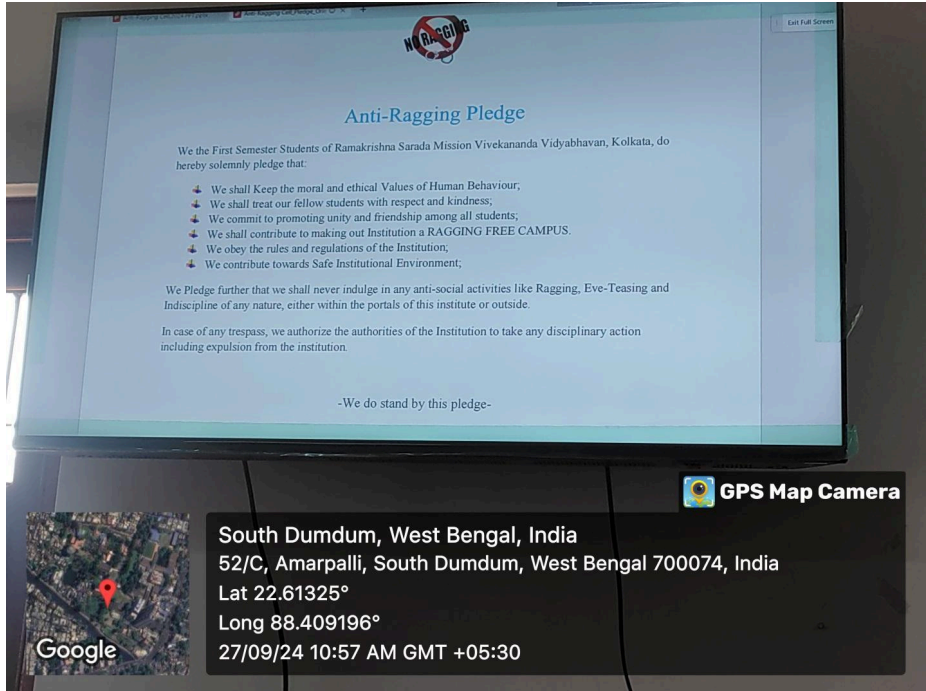 NO RAGGING
Exit Full Screen
Anti-Ragging Pledge
We the First Semester Students of Ramakrishna Sarada Mission Vivekananda Vidyabhavan, Kolkata, do
hereby solemnly pledge that:
We shall Keep the moral and ethical Values of Human Behaviour;
We shall treat our fellow students with respect and kindness;
We commit to promoting unity and friendship among all students;
We shall contribute to making out Institution a RAGGING FREE CAMPUS.
We obey the rules and regulations of the Institution;
We contribute towards Safe Institutional Environment;
We Pledge further that we shall never indulge in any anti-social activities like Ragging, Eve-Teasing and
Indiscipline of any nature, either within the portals of this institute or outside.
In case of any trespass, we authorize the authorities of the Institution to take any disciplinary action
including expulsion from the institution.
-We do stand by this pledge-
GPS Map Camera
South Dumdum, West Bengal, India
52/C, Amarpalli, South Dumdum, West Bengal 700074, India
Lat 22.61325°
Long 88.409196°
27/09/24 10:57 AM GMT +05:30
Google